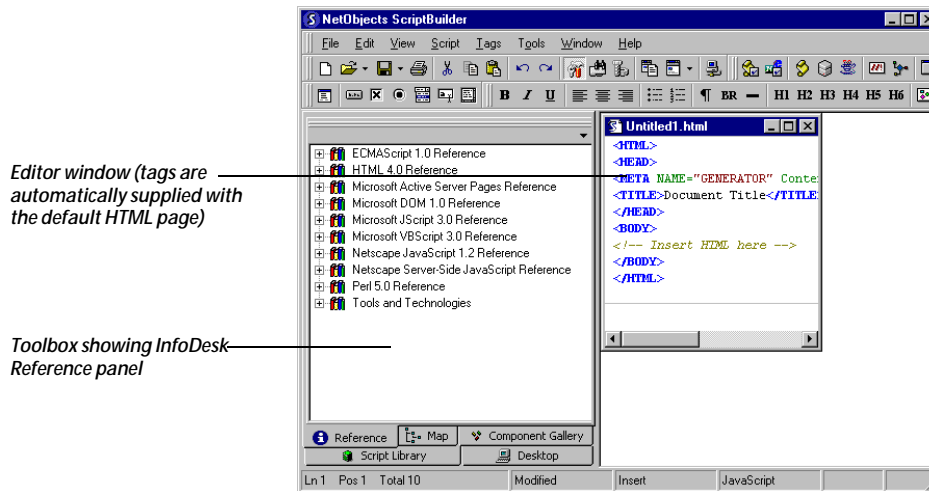 NetObjects ScriptBuilder
File Edit View Script Tags Tools Window Help
B I U ¶ BR H1 H2 H3 H4 H5 H6
Editor window (tags are
automatically supplied with
the default HTML page)
Toolbox showing InfoDesk
Reference panel
ECMAScript 1.0 Reference
HTML 4.0 Reference
Microsoft Active Server Pages Reference
Microsoft DOM 1.0 Reference
Microsoft JScript 3.0 Reference
Microsoft VBScript 3.0 Reference
Netscape JavaScript 1.2 Reference
Netscape Server-Side JavaScript Reference
Perl 5.0 Reference
Tools and Technologies
Untitled1.html
<HTML>
<HEAD>
<META NAME="GENERATOR" Conte
<TITLE>Document Title</TITLE
</HEAD>
<BODY>
<!-- Insert HTML here -->
</BODY>
</HTML>
Reference Map Component Gallery
Script Library Desktop
Ln 1 Pos 1 Total 10 Modified Insert JavaScript